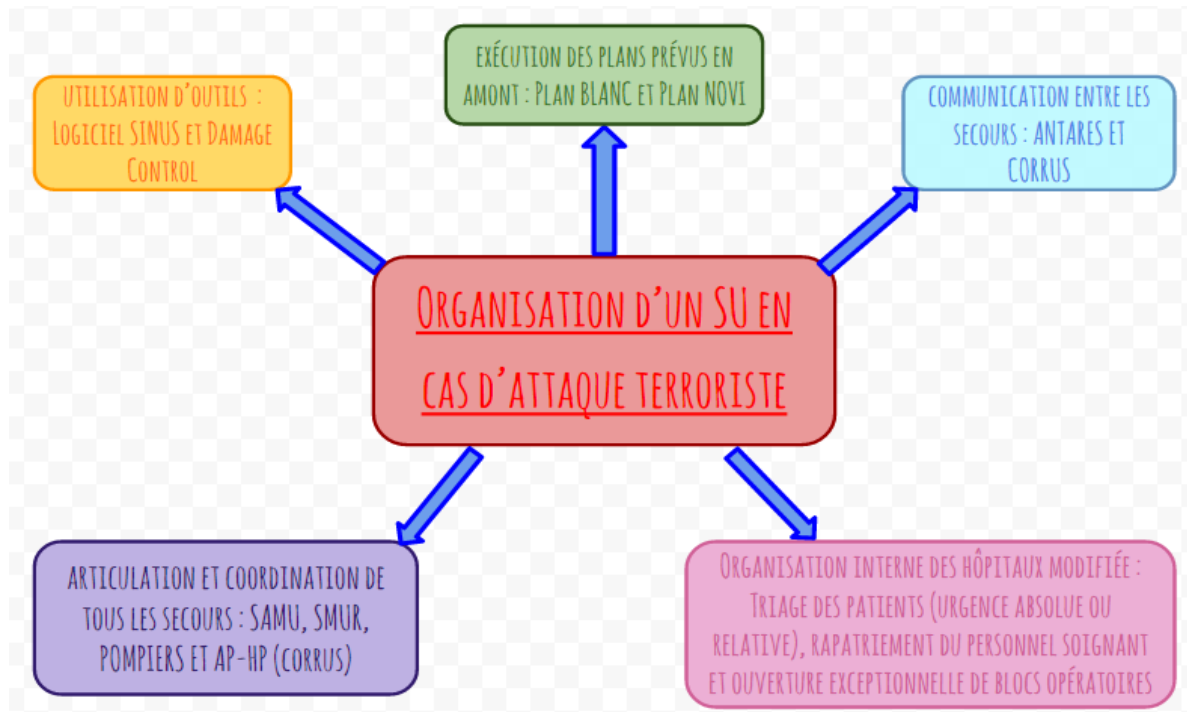 EXÉCUTION DES PLANS PRÉVUS EN
AMONT : PLAN BLANC ET PLAN NOVI
UTILISATION D'OUTILS :
LOGICIEL SINUS ET DAMAGE
CONTROL
COMMUNICATION ENTRE LES
SECOURS : ANTARES ET
CORRUS
ORGANISATION D'UN SU EN
CAS D'ATTAQUE TERRORISTE
ARTICULATION ET COORDINATION DE
TOUS LES SECOURS : SAMU, SMUR,
POMPIERS ET AP-HP (CORRUS)
ORGANISATION INTERNE DES HÔPITAUX MODIFIÉE :
TRIAGE DES PATIENTS (URGENCE ABSOLUE OU
RELATIVE), RAPATRIEMENT DU PERSONNEL SOIGNANT
ET OUVERTURE EXCEPTIONNELLE DE BLOCS OPÉRATOIRES